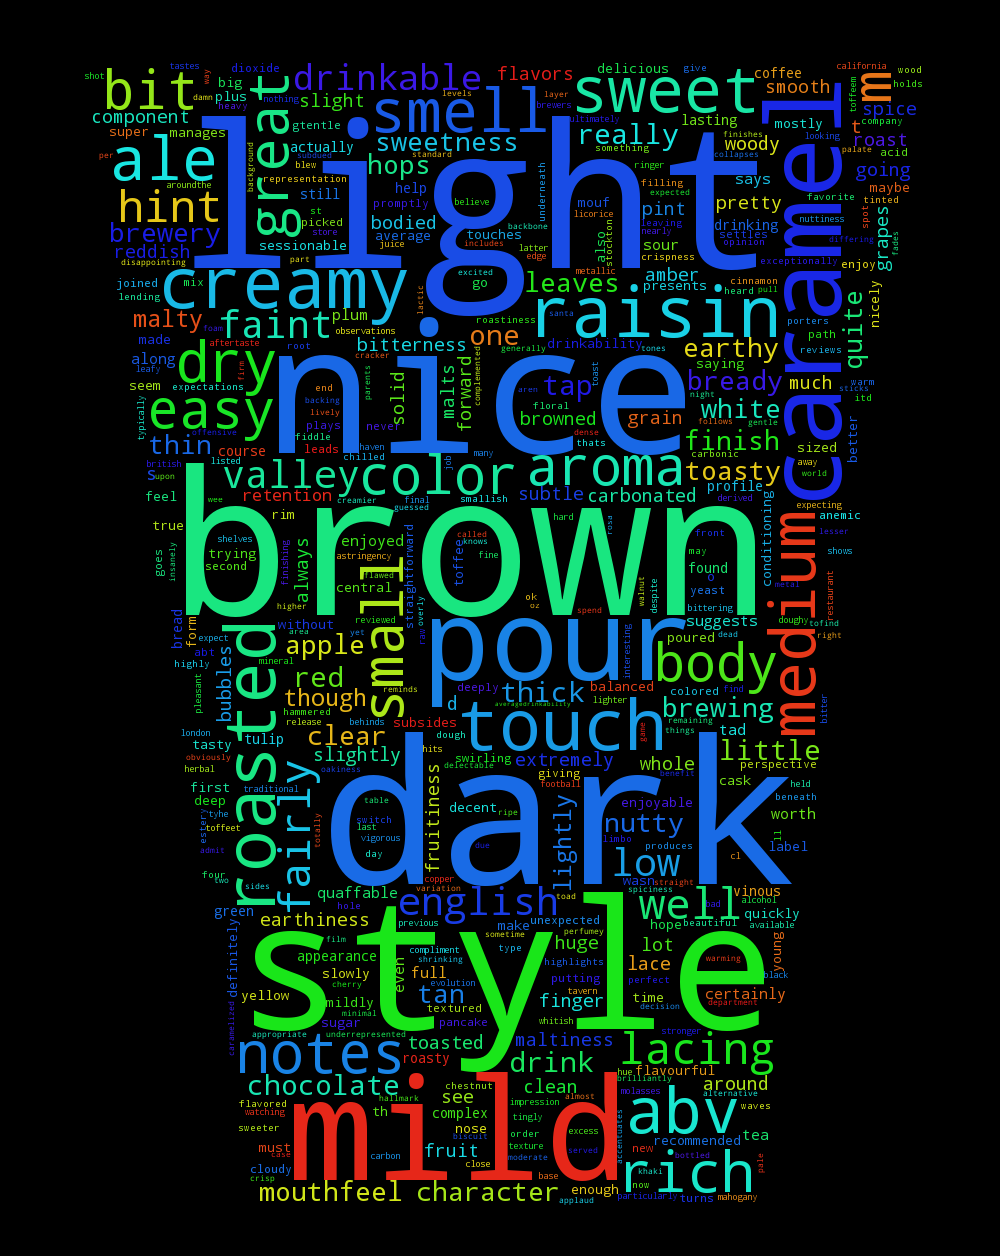 shot
tastes
dioxide
drinkable
flavors
delicious
give
coffee
california
wood
bit
way
big
great
nothing
levels
layer
smell
sweet
smooth
toffeem
m
holds
damn
plus
heavy
slight
brewers
ultimately
lasting
caramel
spice
company
component
gtentle
light
something
really
finishes
mostly
t
super
manages
actually
subdued
standard
sweetness
woody
looking
roast
palate
per
ale
background
blew
hops
ringer
collapses
acid
aroundthe
representation
underneath
filling
expected
says
going
hint
still
help
believe
licorice
mouf
leaving
pretty
maybe
favorite
tinted
st
picked
promptly
pint
nearly
drinking
nuttiness
spot
grapes
brewery
store
bodied
touches
backbone
also
stockton
settles
differing
reddish
sessionable
average
latter
sour
opinion
fades
disappointing
part
juice
includes
edge
crispness
exceptionally
enjoy
joined
mix
creamy
excited
go
metallic
leaves
amber
presents
cinnamon
heard
pull
quite
nicely
lending
lactic
raisin
malty
foam
faint
plum
observations
roastiness
santa
one
earthy
porters
path
made
aftertaste
root
bitterness
generally
drinkability
tones
saying
reviews
leafy
along
dry
firm
cracker
parents
nice
complemented
toast
tap
bready
much
warm
sticks
seem
expectations
end
backing
solid
malts
forward
aren
night
gentle
itd
typically
easy
lively
plays
never
floral
browned
grain
white
follows
offensive
fiddle
haven
dense
thats
carbonic
thin
course
leads
chilled
job
many
finish
sized
better
british
s
upon
listed
valley
color
aroma
toasty
away
world
feel
retention
creamier
final
guessed
smallish
subtle
carbonated
profile
derived
expecting
wee
true
rim
brown
hard
rosa
front
conditioning
medium
anemic
shelves
enjoyed
straightforward
toffee
called
knows
lesser
goes
insanely
trying
second
finishing
always
astringency
fine
may
found
metal
shows
central
flawed
small
despite
o
yeast
restaurant
higher
reviewed
overly
ok
oz
walnut
bittering
doughy
bread
form
without
raw
spend
suggests
tofind
expect
area
yet
pour
poured
dead
right
abt
roasted
apple
interesting
body
highly
mineral
red
reminds
deeply
thick
balanced
colored
find
pleasant
bubbles
though
d
lighter
brewing
bitter
hammered
averagedrinkability
remaining
release
behinds
subsides
touch
tad
things
london
tulip
clear
dough
game
tasty
obviously
slightly
hits
swirling
extremely
whole
little
herbal
oakiness
delectable
giving
benefit
perspective
first
traditional
fairly
table
football
cask
held
deep
dark
decent
ripe
enjoyable
beneath
tyhe
estery
switch
last
fruitiness
lightly
nutty
worth
toffeet
totally
vigorous
limbo
ll
admit
day
due
produces
label
four
copper
low
cl
two
sides
quaffable
variation
wasn
straight
spiciness
vinous
green
hole
english
toad
well
alcohol
earthiness
previous
unexpected
hope
bad
beautiful
quickly
available
sometime
make
perfumey
definitely
film
style
compliment
type
huge
lot
young
appearance
even
shrinking
highlights
warming
slowly
full
putting
lace
black
cherry
evolution
tavern
perfect
yellow
mildly
tan
textured
finger
time
certainly
caramelized
minimal
whitish
decision
department
sugar
pancake
appropriate
underrepresented
toasted
maltiness
stronger
notes
roasty
drink
lacing
hue
flavourful
brilliantly
chocolate
chestnut
clean
around
hallmark
see
almost
molasses
alternative
flavored
watching
mild
impression
abv
waves
th
complex
tingly
sweeter
nose
order
excess
accentuates
tea
must
biscuit
texture
recommended
case
fruit
served
new
bottled
cloudy
carbon
close
moderate
rich
pale
crisp
base
khaki
now
mouthfeel
character
enough
applaud
particularly
turns
mahogany